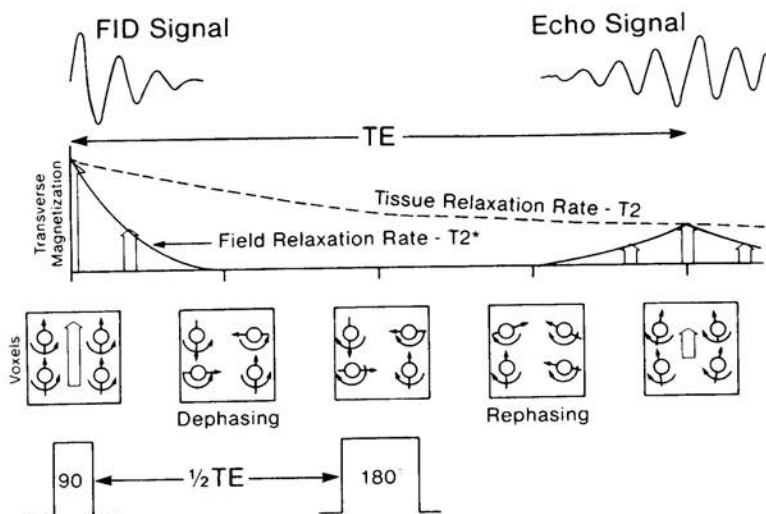 FID Signal
Echo Signal
TE
Transverse
Magnetization
Tissue Relaxation Rate - T2
Field Relaxation Rate - T2*
Voxels
Dephasing
Rephasing
90
½TE
180